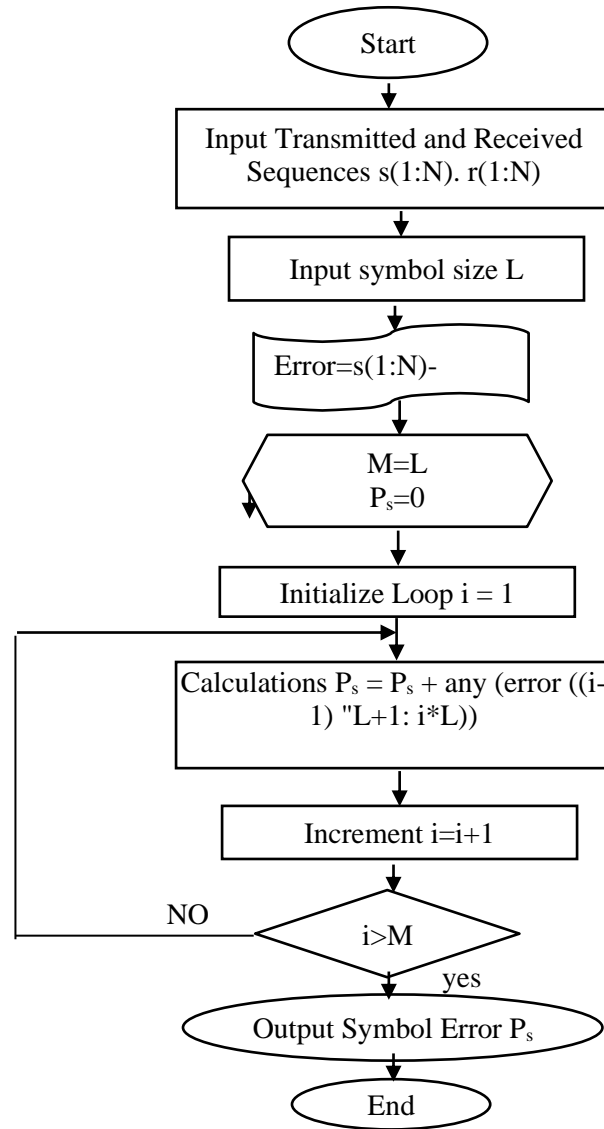 Start
Input Transmitted and Received
Sequences s(1:N). r(1:N)
Input symbol size L
Error=s(1:N)-
M=L
Pₛ=0
Initialize Loop i = 1
Calculations Pₛ = Pₛ + any (error ((i-
1) "L+1: i*L))
Increment i=i+1
NO
i>M
yes
Output Symbol Error Pₛ
End